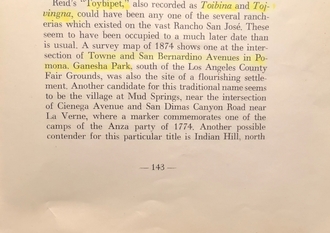 Reid's "Toybipet," also recorded as Toibina and Toj-
vingna, could have been any of the several ranch-
erias which existed on the vast Rancho San José. These
seem to have been occupied to a much later date than
is usual. A survey map of 1874 shows one at the inter-
section of Towne and San Bernardino Avenues in Po-
mona. Ganesha Park, south of the Los Angeles County
Fair Grounds, was also the site of a flourishing settle-
ment. Another candidate for this traditional name seems
to be the village at Mud Springs, near the intersection
of Cienega Avenue and San Dimas Canyon Road near
La Verne, where a marker commemorates one of the
camps of the Anza party of 1774. Another possible
contender for this particular title is Indian Hill, north
— 143 —